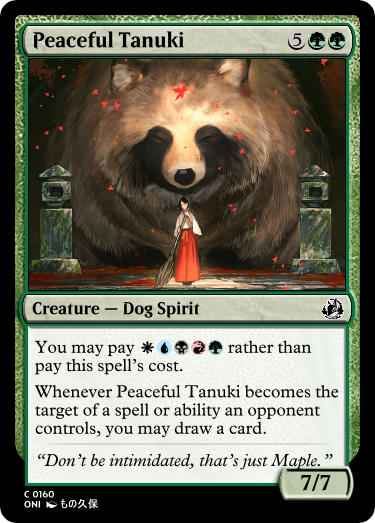 Peaceful Tanuki 5
Creature — Dog Spirit
You may pay rather than
pay this spell's cost.
Whenever Peaceful Tanuki becomes the
target of a spell or ability an opponent
controls, you may draw a card.
“Don't be intimidated, that's just Maple.”
7/7
C 0160
ONI もの久保